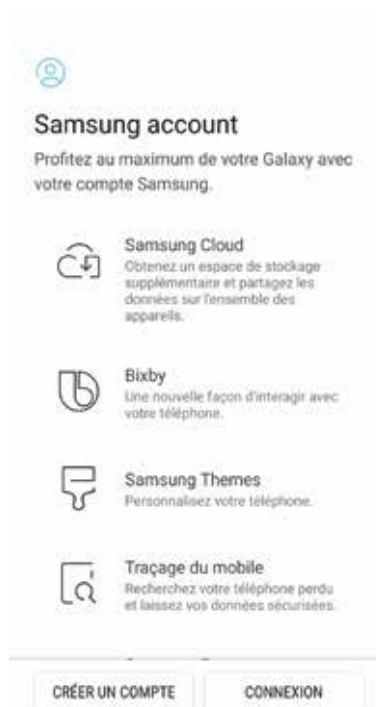 Samsung account
Profitez au maximum de votre Galaxy avec
votre compte Samsung.
Samsung Cloud
Obtenez un espace de stockage
supplémentaire et partagez les
données sur l'ensemble des
appareils.
Bixby
Une nouvelle façon d'interagir avec
votre téléphone.
Samsung Themes
Personnalisez votre téléphone.
Traçage du mobile
Recherchez votre téléphone perdu
et laissez vos données sécurisées.
CRÉER UN COMPTE
CONNEXION